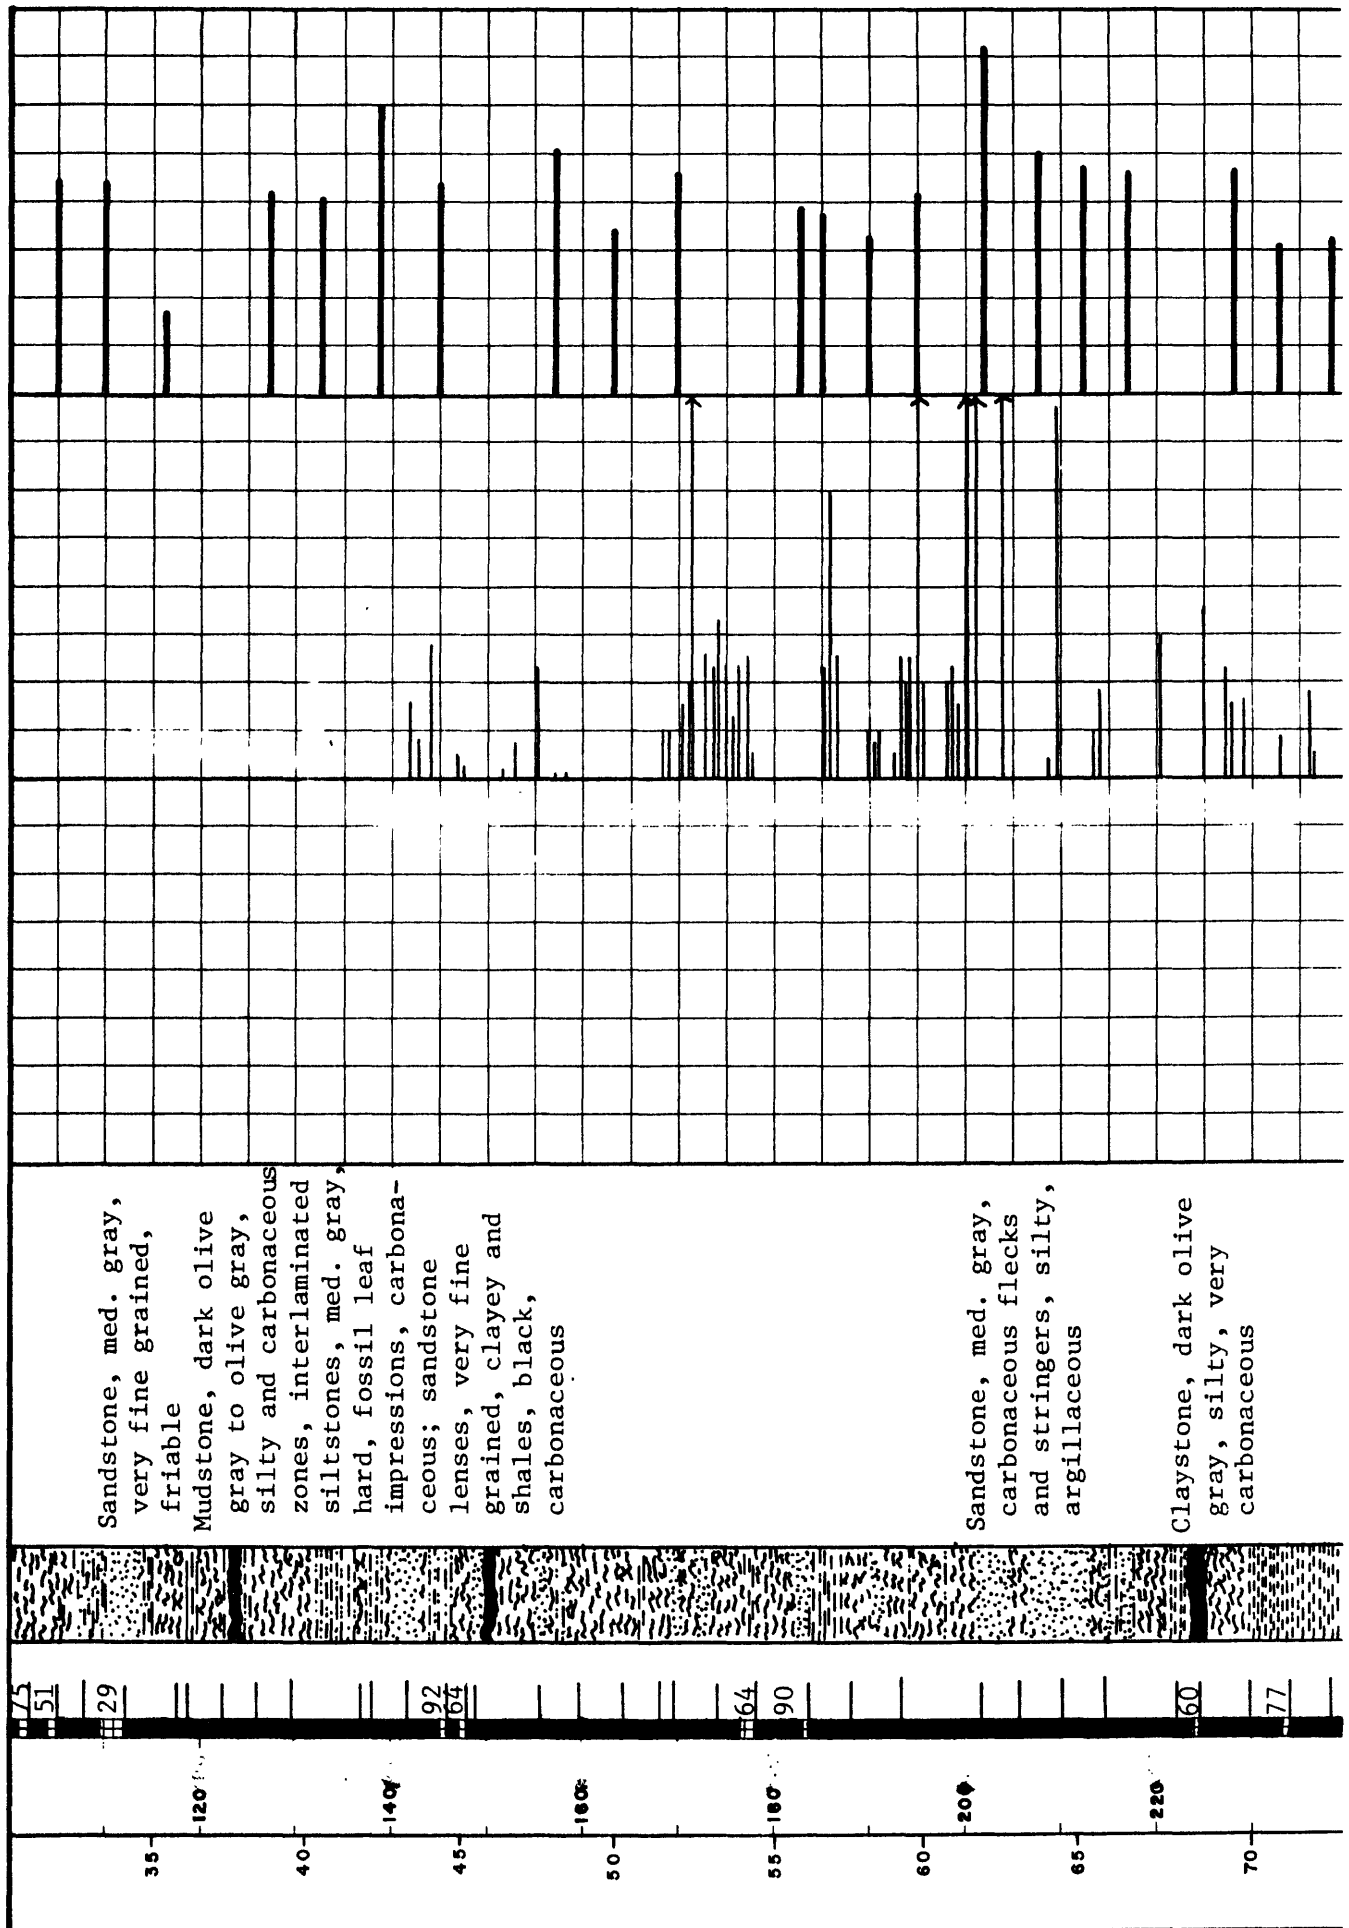 Sandstone, med. gray,
very fine grained,
friable
Mudstone, dark olive
gray to olive gray,
silty and carbonaceous
zones, interlaminated
siltstones, med. gray,
hard, fossil leaf
impressions, carbona-
ceous; sandstone
lenses, very fine
grained, clayey and
shales, black,
carbonaceous
Sandstone, med. gray,
carbonaceous flecks
and stringers, silty,
argillaceous
Claystone, dark olive
gray, silty, very
carbonaceous
75
51
29
92
64
64
90
60
77
120
140
160
180
200
220
35
40
45
50
55
60
65
70